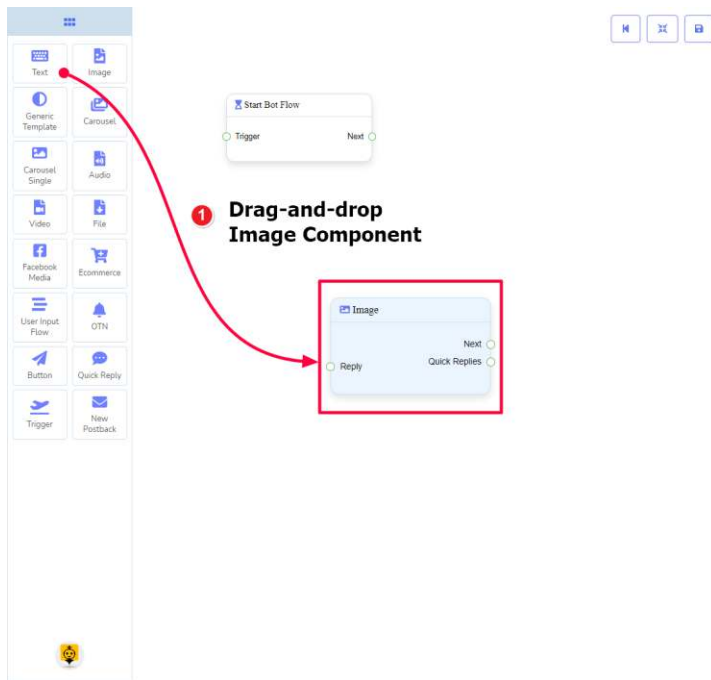 Text
Image
Generic
Template
Carousel
Carousel
Single
Audio
Video
File
Facebook
Media
Ecommerce
User Input
Flow
OTN
Button
Quick Reply
Trigger
New
Postback
Start Bot Flow
Trigger
Next
1
Drag-and-drop
Image Component
Image
Next
Quick Replies
Reply